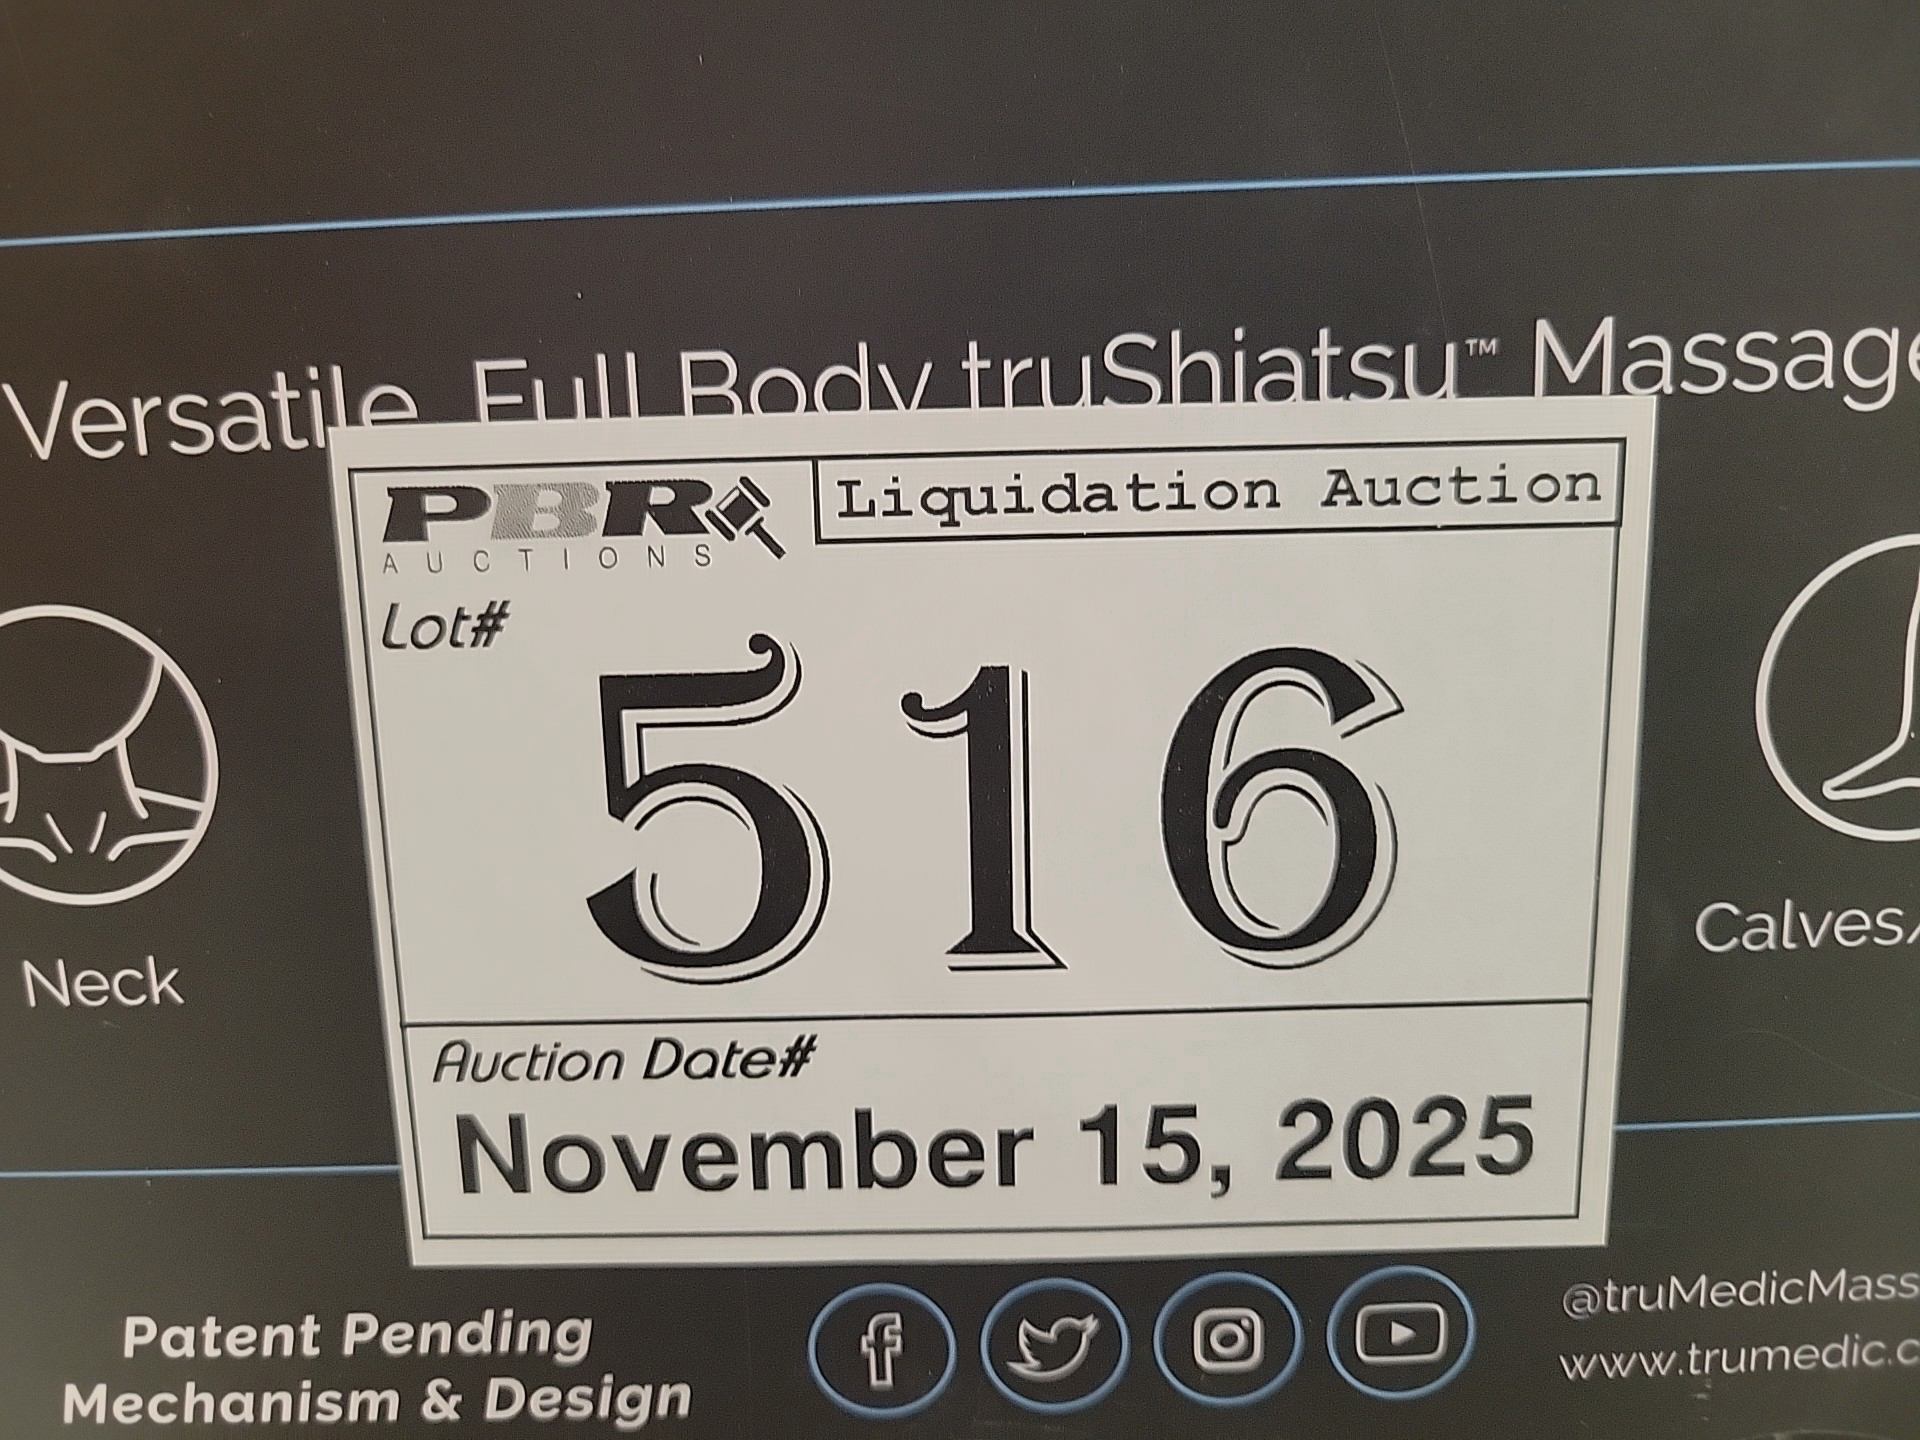 Versatile, Full Body truShiatsu™ Massage
PBR
AUCTIONS
Liquidation Auction
Lot#
516
Neck
Calves/
Auction Date#
November 15, 2025
Patent Pending
Mechanism & Design
@truMedicMass
www.trumedic.c